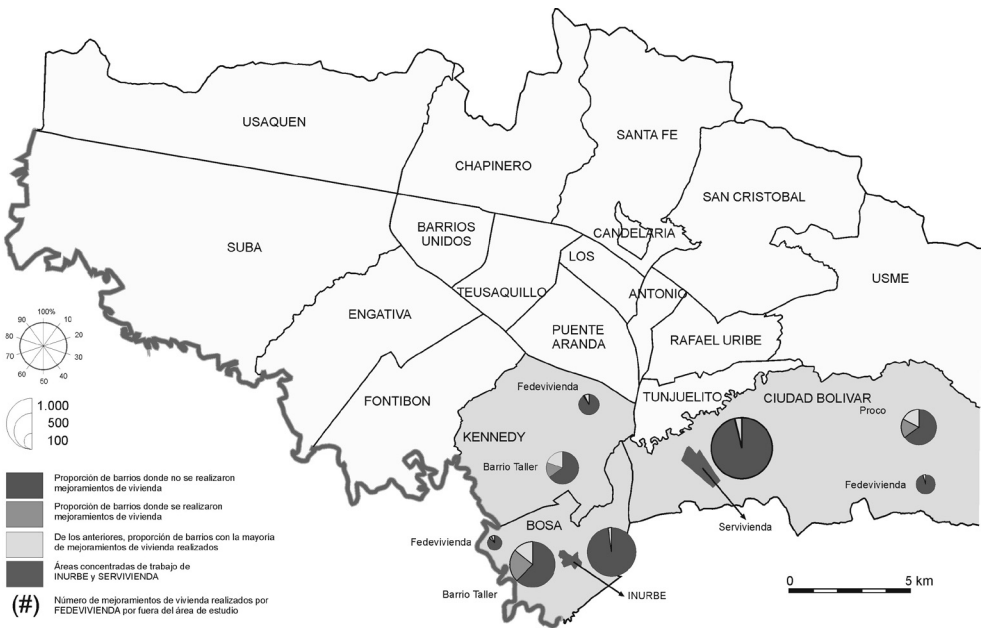 USAQUEN
CHAPINERO
SANTA FE
SAN CRISTOBAL
SUBA
BARRIOS
UNIDOS
CANDELARIA
LOS
USME
TEUSAQUILLO
ANTONIO
ENGATIVA
PUENTE
ARANDA
RAFAEL URIBE
FONTIBON
TUNJUELITO
CIUDAD BOLIVAR
KENNEDY
BOSA
Fedevivienda
Barrio Taller
Proco
Fedevivienda
Servivienda
Fedevivienda
Barrio Taller
INURBE
100%
90
10
80
20
70
30
60
40
60
1.000
500
100
Proporción de barrios donde no se realizaron
mejoramientos de vivienda
Proporción de barrios donde se realizaron
mejoramientos de vivienda
De los anteriores, proporción de barrios con la mayoria
de mejoramientos de vivienda realizados
Áreas concentradas de trabajo de
INURBE y SERVIVIENDA
(#) Número de mejoramientos de vivienda realizados por
FEDEVIVIENDA por fuera del área de estudio
0 5 km